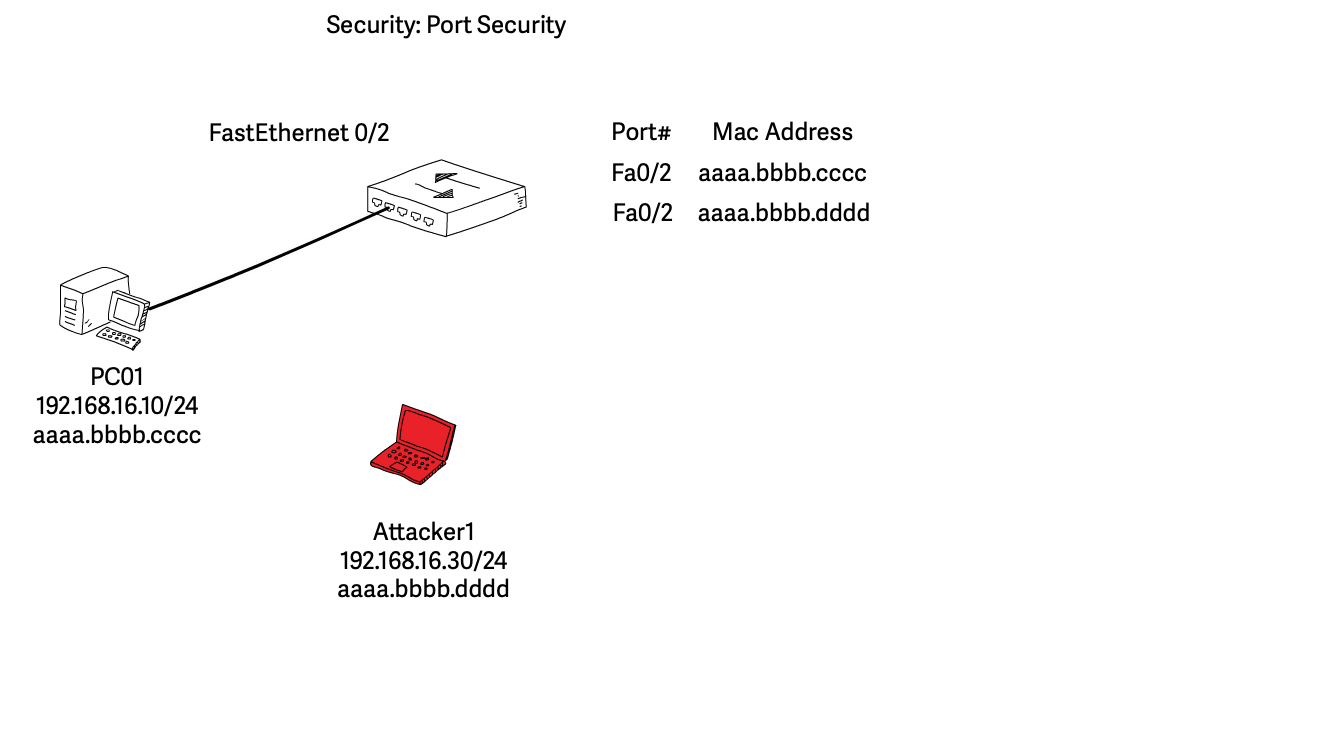 Security: Port Security
FastEthernet 0/2
Port# Mac Address
Fa0/2 aaaa.bbbb.cccc
Fa0/2 aaaa.bbbb.dddd
PC01
192.168.16.10/24
aaaa.bbbb.cccc
Attacker1
192.168.16.30/24
aaaa.bbbb.dddd